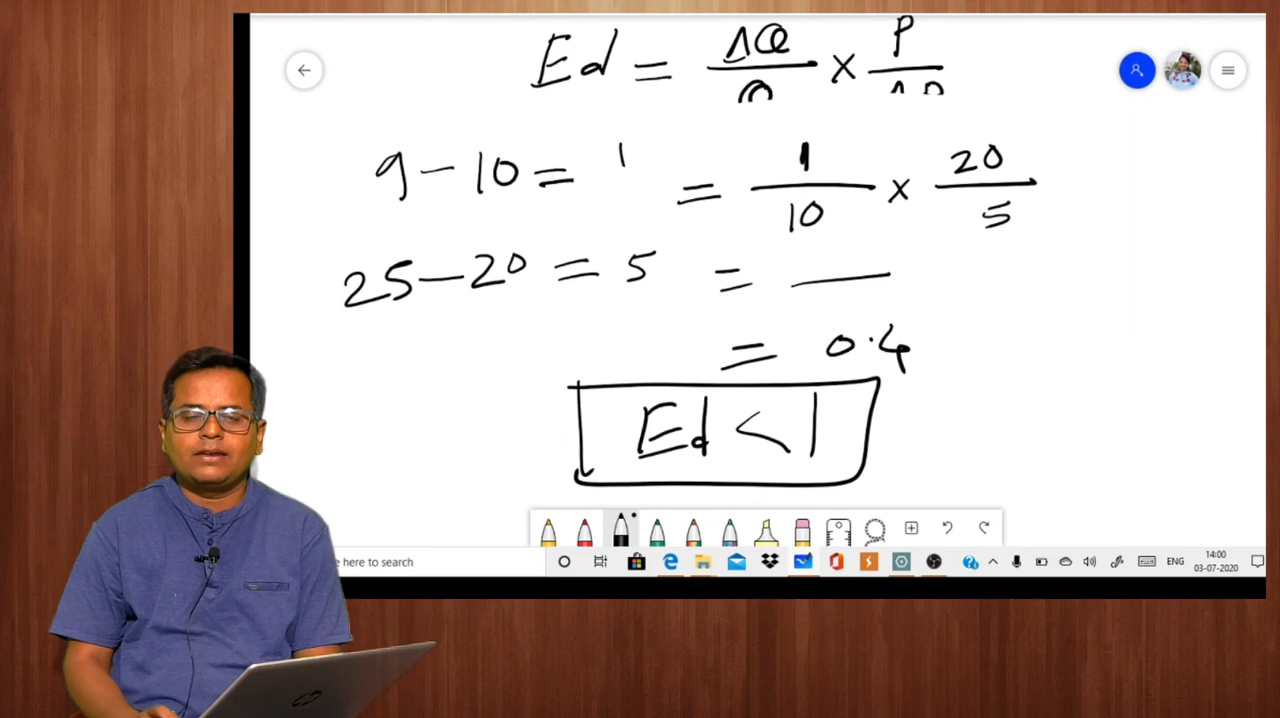 Ed = ΔQ/Q × P/ΔP
9 - 10 = 1
= 1/10 × 20/5
25 - 20 = 5
= —
= 0.4
Ed < 1
e here to search
ENG
14:00
03-07-2020
hp